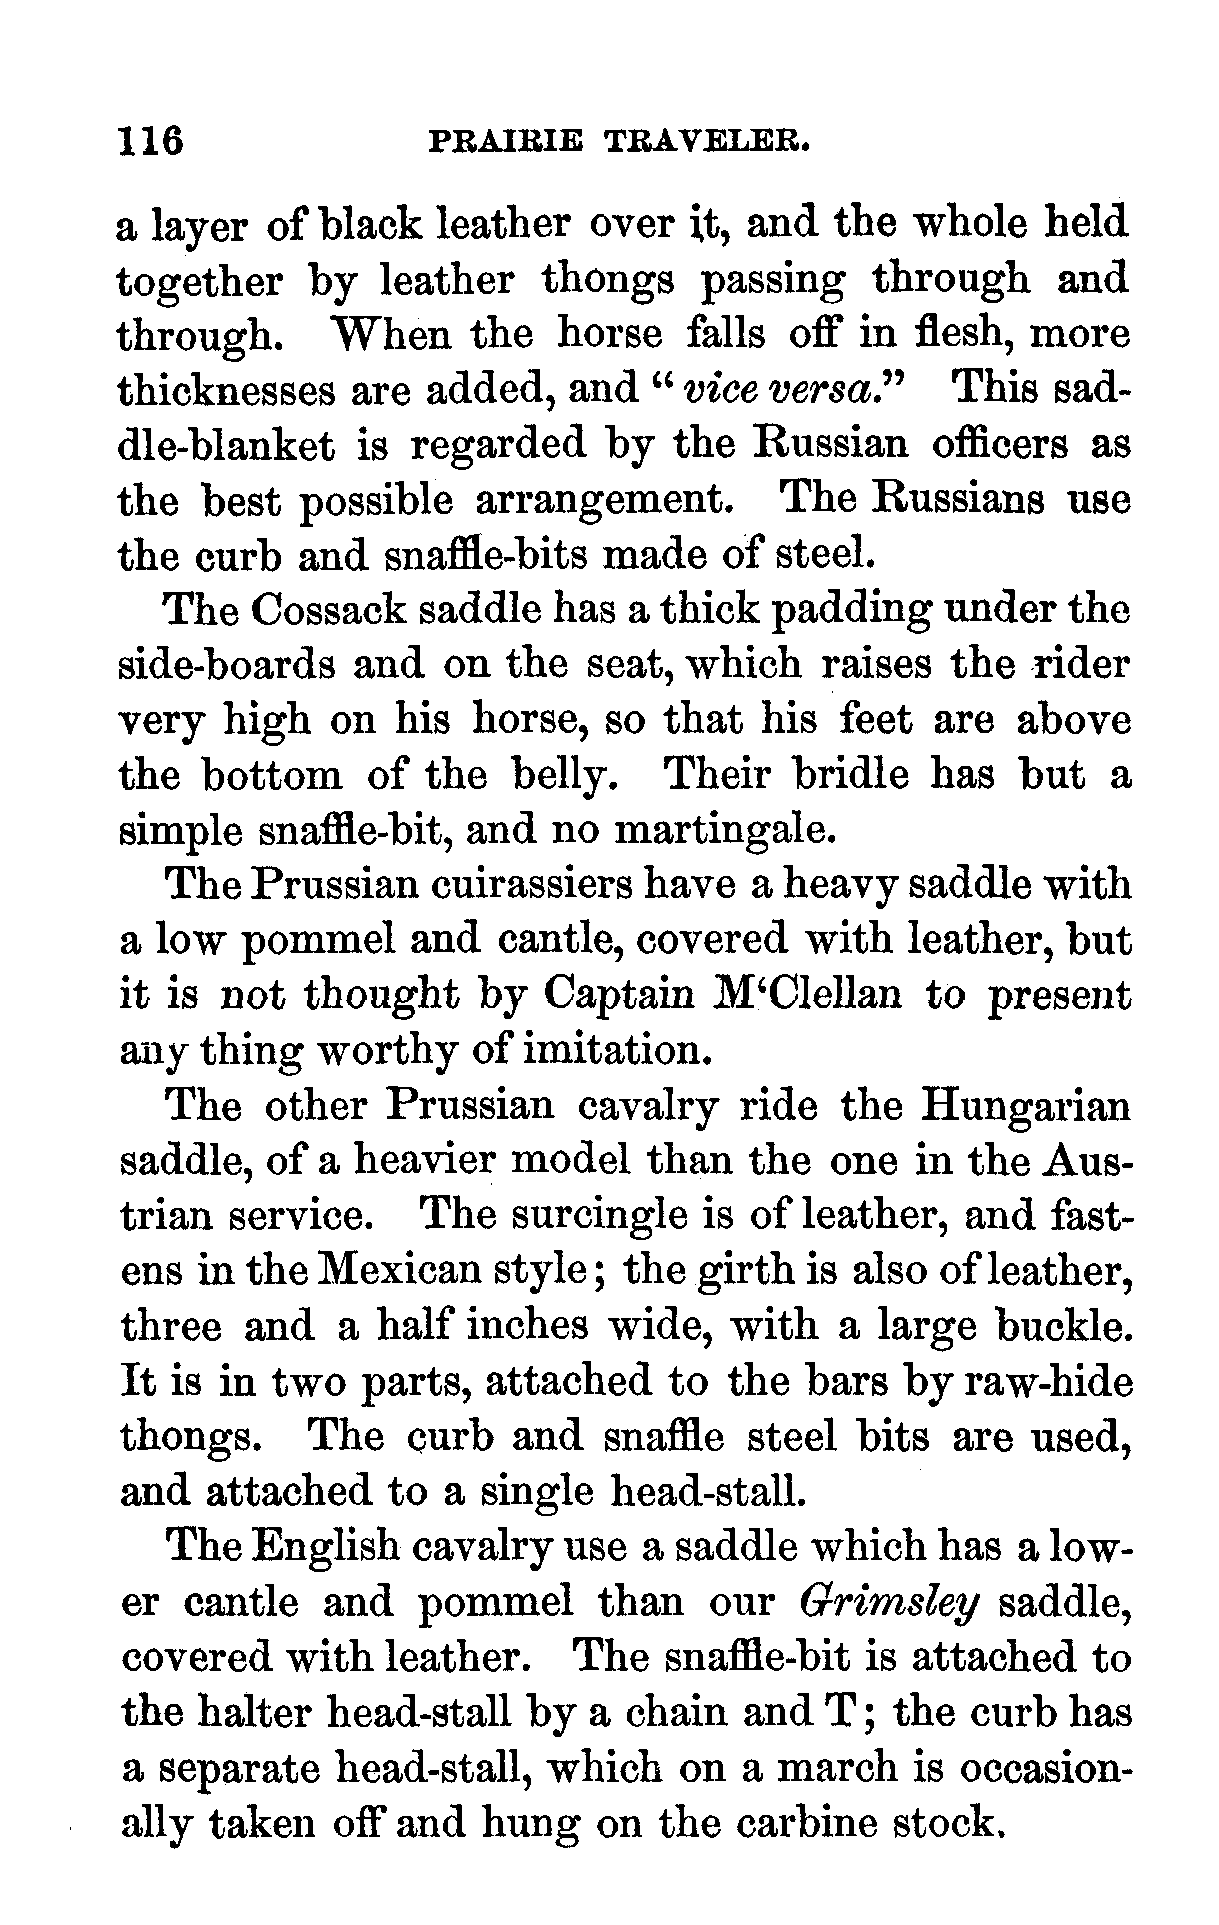 116 PRAIRIE TRAVELER.
a layer of black leather over it, and the whole held
together by leather thongs passing through and
through. When the horse falls off in flesh, more
thicknesses are added, and “ vice versa.” This sad-
dle-blanket is regarded by the Russian officers as
the best possible arrangement. The Russians use
the curb and snaffle-bits made of steel.
The Cossack saddle has a thick padding under the
side-boards and on the seat, which raises the rider
very high on his horse, so that his feet are above
the bottom of the belly. Their bridle has but a
simple snaffle-bit, and no martingale.
The Prussian cuirassiers have a heavy saddle with
a low pommel and cantle, covered with leather, but
it is not thought by Captain M‘Clellan to present
any thing worthy of imitation.
The other Prussian cavalry ride the Hungarian
saddle, of a heavier model than the one in the Aus-
trian service. The surcingle is of leather, and fast-
ens in the Mexican style; the girth is also of leather,
three and a half inches wide, with a large buckle.
It is in two parts, attached to the bars by raw-hide
thongs. The curb and snaffle steel bits are used,
and attached to a single head-stall.
The English cavalry use a saddle which has a low-
er cantle and pommel than our Grimsley saddle,
covered with leather. The snaffle-bit is attached to
the halter head-stall by a chain and T; the curb has
a separate head-stall, which on a march is occasion-
ally taken off and hung on the carbine stock.